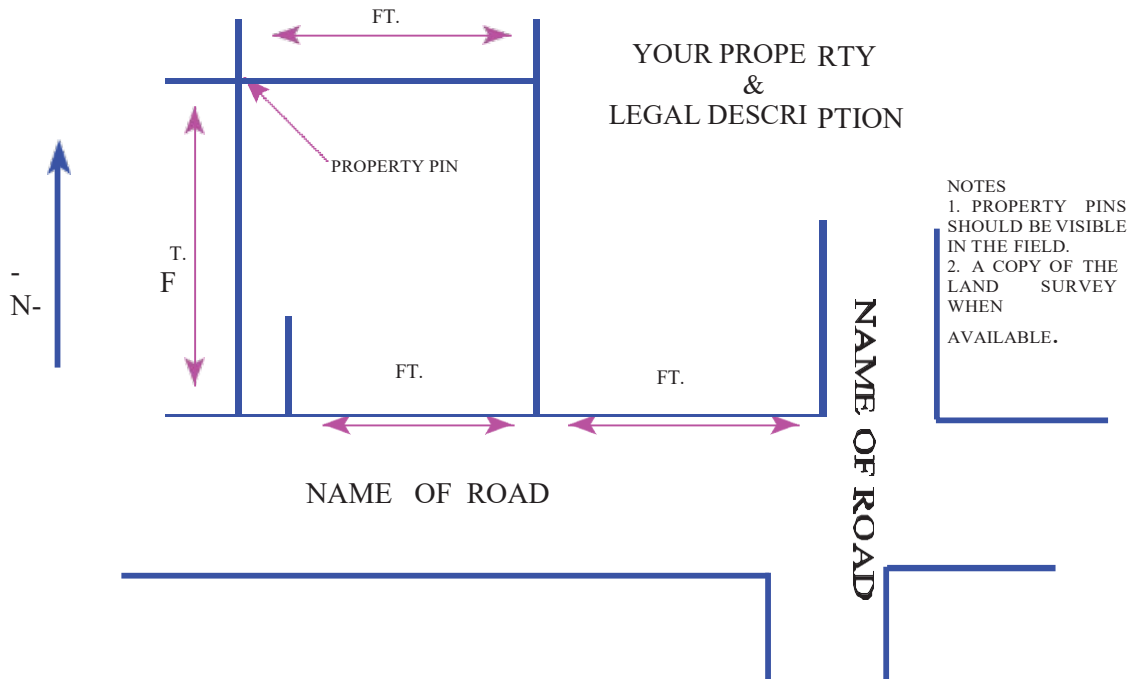 FT.
YOUR PROPE RTY
&
LEGAL DESCRI PTION
PROPERTY PIN
NOTES
1. PROPERTY PINS
SHOULD BE VISIBLE
IN THE FIELD.
2. A COPY OF THE
LAND SURVEY
WHEN
AVAILABLE.
T.
F
-
N-
FT.
FT.
NAME OF ROAD
NAME OF ROAD